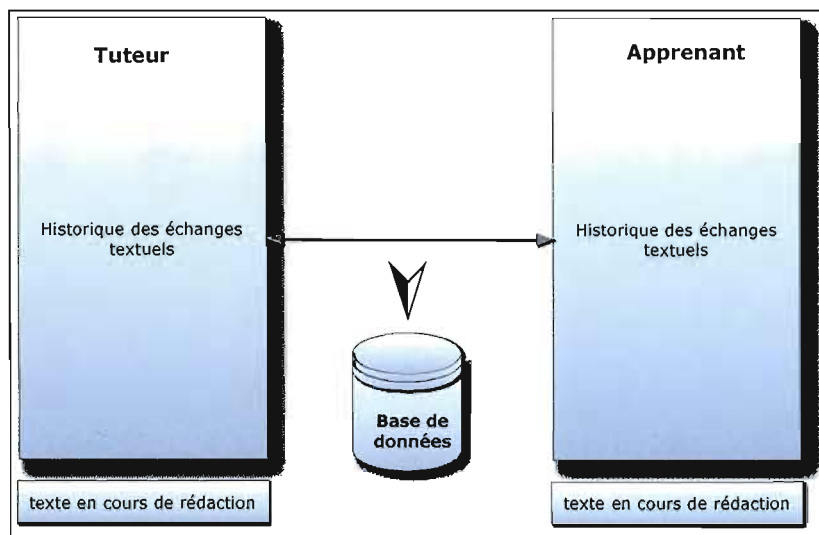 Tuteur
Historique des échanges
textuels
texte en cours de rédaction
Base de
données
Apprenant
Historique des échanges
textuels
texte en cours de rédaction